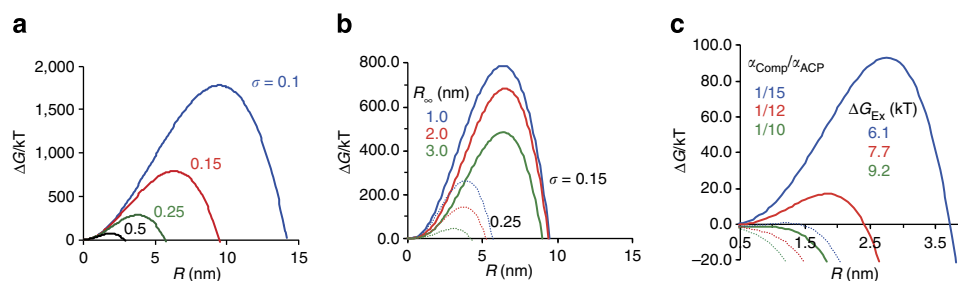 a
2,000
1,500
1,000
500
0
ΔG/kT
0 5 10 15
R (nm)
σ = 0.1
0.15
0.25
0.5
b
800.0
600.0
400.0
200.0
0.0
ΔG/kT
0 5 10 15
R (nm)
R∞ (nm)
1.0
2.0
3.0
σ = 0.15
0.25
c
100.0
80.0
60.0
40.0
20.0
0.0
−20.0
ΔG/kT
0.5 1.5 2.5 3.5
R (nm)
αComp/αACP
1/15
1/12
1/10
ΔGEx (kT)
6.1
7.7
9.2